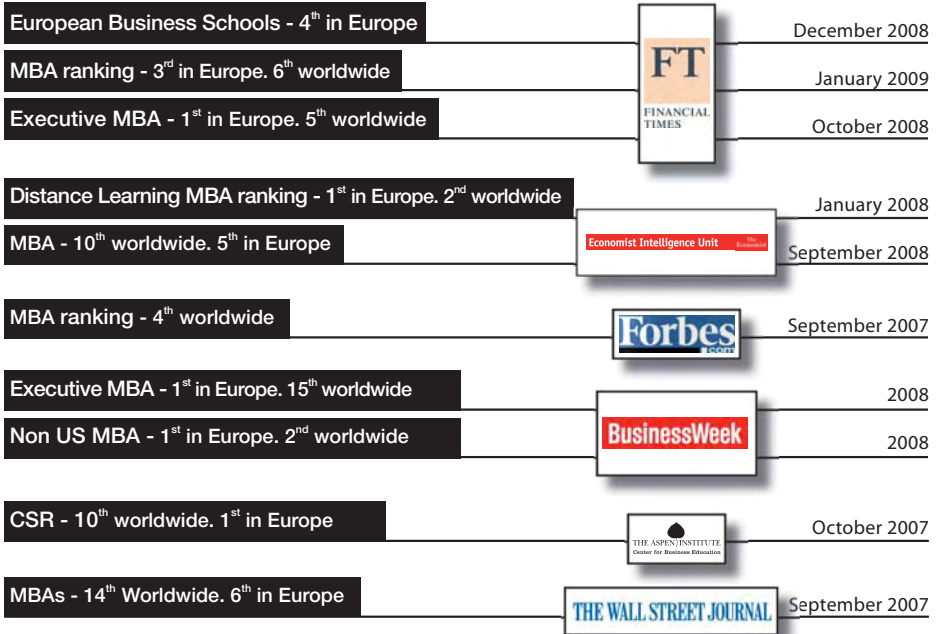 European Business Schools - 4th in Europe
December 2008
MBA ranking - 3rd in Europe. 6th worldwide
January 2009
Executive MBA - 1st in Europe. 5th worldwide
October 2008
FT
FINANCIAL
TIMES
Distance Learning MBA ranking - 1st in Europe. 2nd worldwide
January 2008
MBA - 10th worldwide. 5th in Europe
September 2008
Economist Intelligence Unit
The
Economist
MBA ranking - 4th worldwide
Forbes
.com
September 2007
Executive MBA - 1st in Europe. 15th worldwide
2008
BusinessWeek
Non US MBA - 1st in Europe. 2nd worldwide
2008
CSR - 10th worldwide. 1st in Europe
October 2007
THE ASPEN INSTITUTE
Center for Business Education
MBAs - 14th Worldwide. 6th in Europe
THE WALL STREET JOURNAL
September 2007